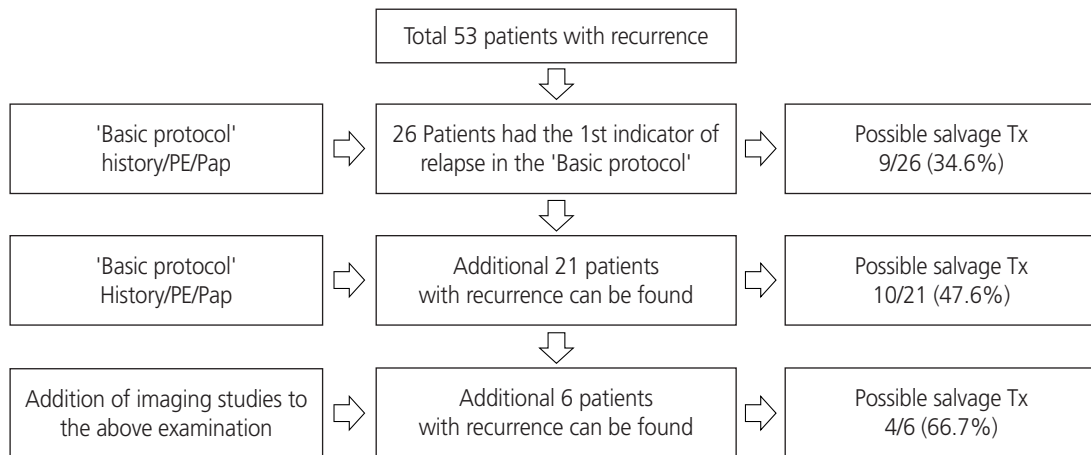 Total 53 patients with recurrence
'Basic protocol'
history/PE/Pap
26 Patients had the 1st indicator of
relapse in the 'Basic protocol'
Possible salvage Tx
9/26 (34.6%)
'Basic protocol'
History/PE/Pap
Additional 21 patients
with recurrence can be found
Possible salvage Tx
10/21 (47.6%)
Addition of imaging studies to
the above examination
Additional 6 patients
with recurrence can be found
Possible salvage Tx
4/6 (66.7%)